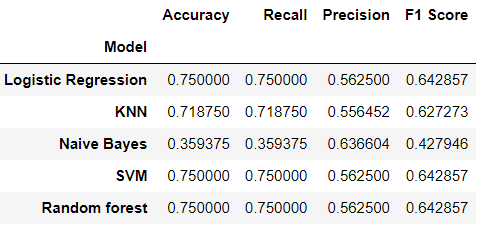 Accuracy Recall Precision F1 Score
Model
Logistic Regression 0.750000 0.750000 0.562500 0.642857
KNN 0.718750 0.718750 0.556452 0.627273
Naive Bayes 0.359375 0.359375 0.636604 0.427946
SVM 0.750000 0.750000 0.562500 0.642857
Random forest 0.750000 0.750000 0.562500 0.642857